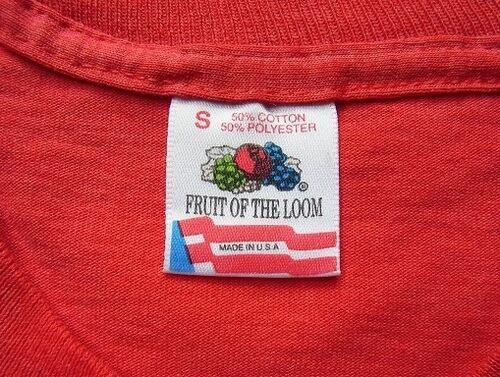 S 50% COTTON
50% POLYESTER
®
FRUIT OF THE LOOM
MADE IN U.S.A